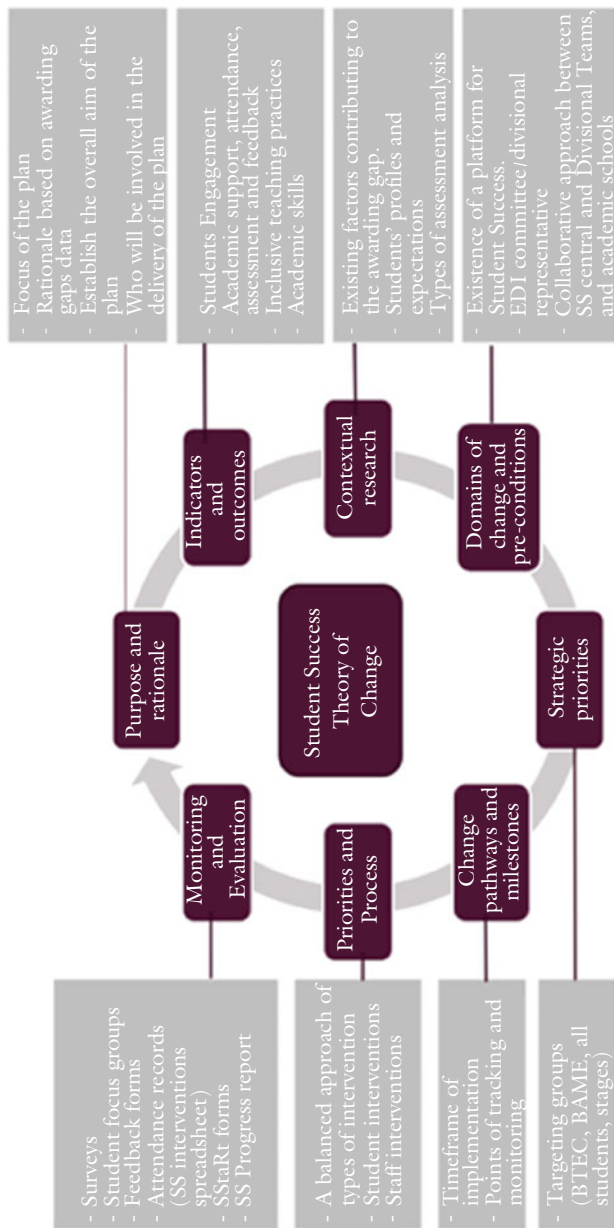 Student Success
Theory of
Change
Purpose and
rationale
- Focus of the plan
- Rationale based on awarding
gaps data
- Establish the overall aim of the
plan
- Who will be involved in the
delivery of the plan
Indicators
and
outcomes
- Students Engagement
- Academic support, attendance,
assessment and feedback
- Inclusive teaching practices
- Academic skills
Contextual
research
- Existing factors contributing to
the awarding gap.
- Students' profiles and
expectations
- Types of assessment analysis
Domains of
change and
pre-conditions
- Existence of a platform for
Student Success.
- EDI committee/divisional
representative
- Collaborative approach between
SS central and Divisional Teams,
and academic schools
Strategic
priorities
- Targeting groups
(BTEC, BAME, all
students, stages)
Change
pathways and
milestones
- Timeframe of
implementation
- Points of tracking and
monitoring
Priorities and
Process
- A balanced approach of
types of intervention
- Student interventions
- Staff interventions
Monitoring
and
Evaluation
- Surveys
- Student focus groups
- Feedback forms
- Attendance records
(SS interventions
spreadsheet)
- SStaRt forms
- SS Progress report